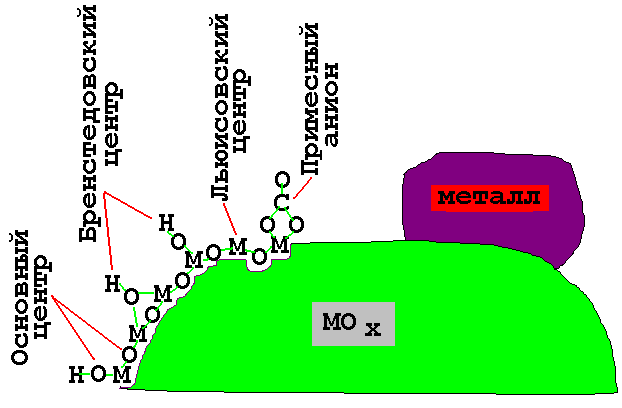 Основный
центр
Бренстедовский
центр
Льюисовский
центр
Примесный
анион
металл
MO x
O
C
O O
M
H
O
M O M O
H
O M O
M O
M
O
H O M